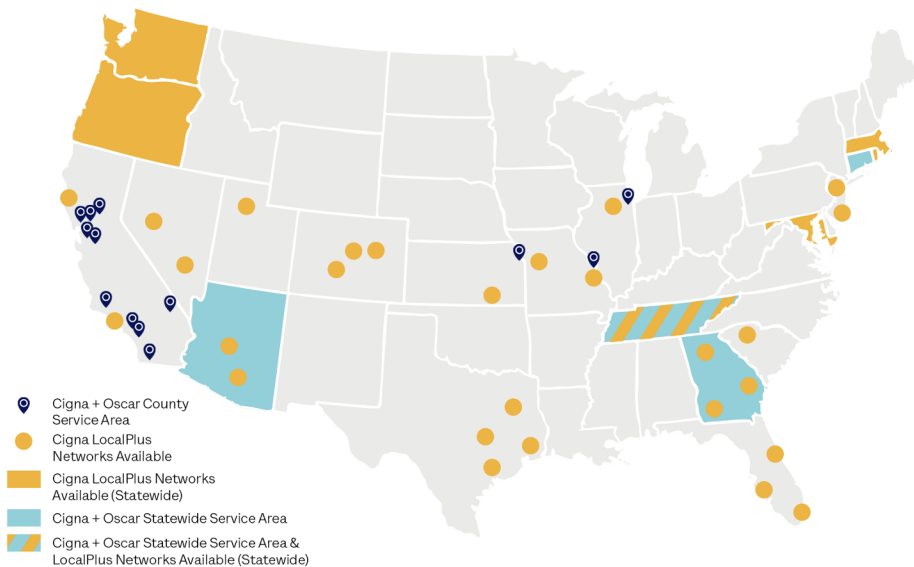 Cigna + Oscar County
Service Area
Cigna LocalPlus
Networks Available
Cigna LocalPlus Networks
Available (Statewide)
Cigna + Oscar Statewide Service Area
Cigna + Oscar Statewide Service Area &
LocalPlus Networks Available (Statewide)